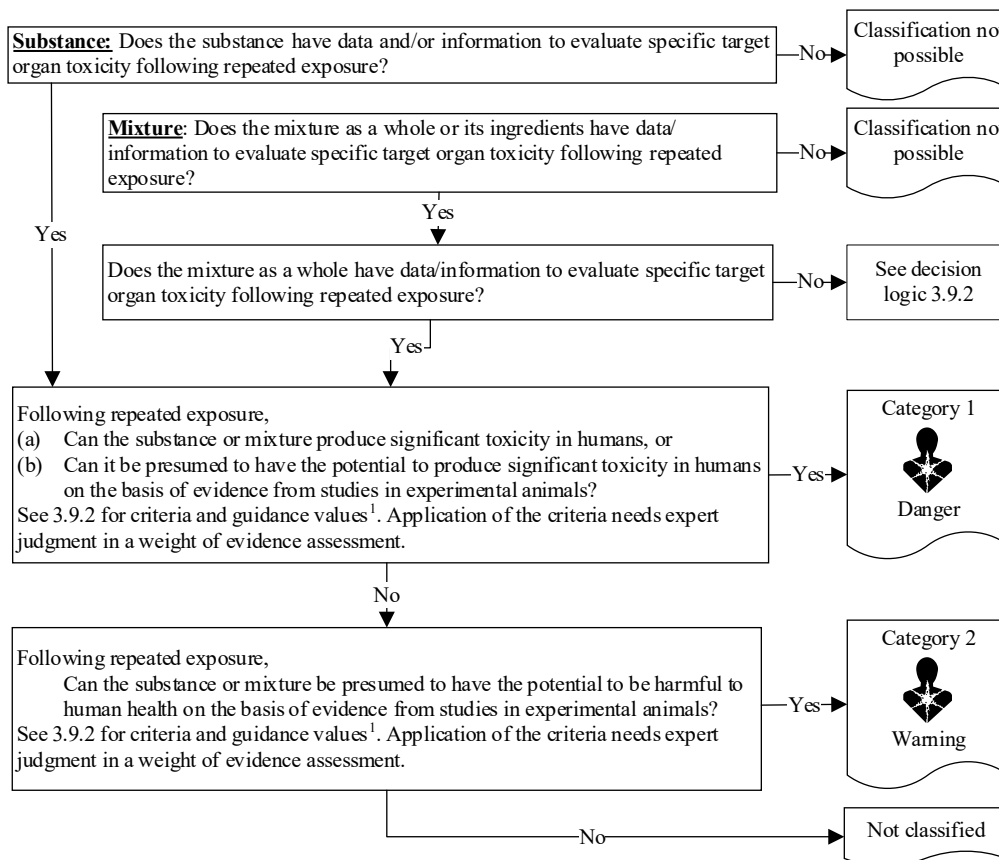 Substance: Does the substance have data and/or information to evaluate specific target
organ toxicity following repeated exposure?
No
Classification no
possible
Mixture: Does the mixture as a whole or its ingredients have data/
information to evaluate specific target organ toxicity following repeated
exposure?
No
Classification no
possible
Yes
Yes
Does the mixture as a whole have data/information to evaluate specific target
organ toxicity following repeated exposure?
No
See decision
logic 3.9.2
Yes
Following repeated exposure,
(a) Can the substance or mixture produce significant toxicity in humans, or
(b) Can it be presumed to have the potential to produce significant toxicity in humans
on the basis of evidence from studies in experimental animals?
See 3.9.2 for criteria and guidance values¹. Application of the criteria needs expert
judgment in a weight of evidence assessment.
Yes
Category 1
Danger
No
Following repeated exposure,
Can the substance or mixture be presumed to have the potential to be harmful to
human health on the basis of evidence from studies in experimental animals?
See 3.9.2 for criteria and guidance values¹. Application of the criteria needs expert
judgment in a weight of evidence assessment.
Yes
Category 2
Warning
No
Not classified